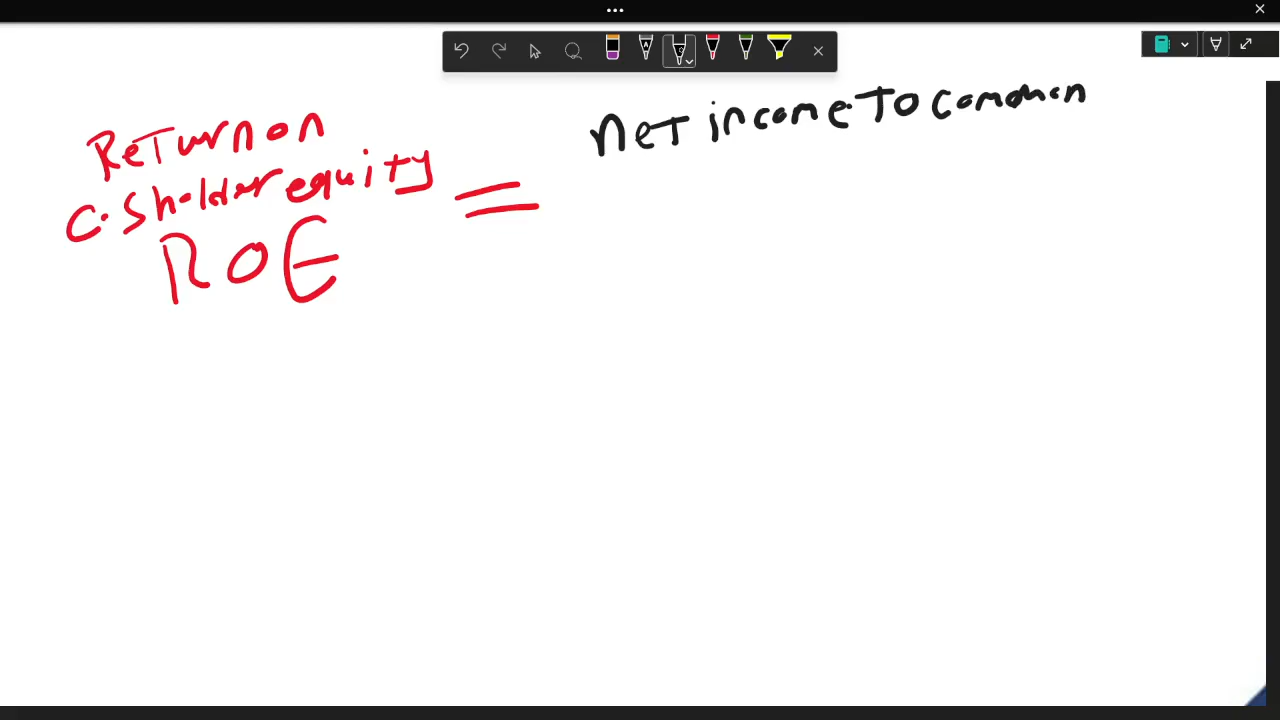 ReTurn on
C. Sholder equity
ROE
=
net income To common